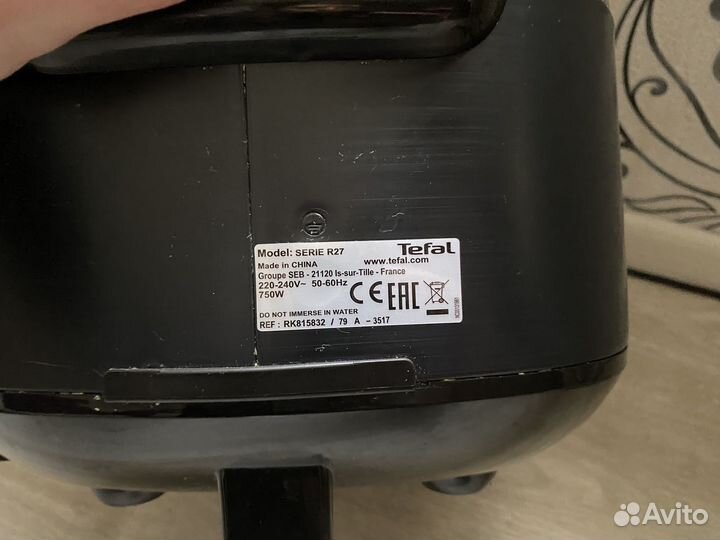 Model: SERIE R27
Tefal
Made in CHINA
www.tefal.com
Groupe SEB - 21120 Is-sur-Tille - France
220-240V~ 50-60Hz
750W
CE EAC
DO NOT IMMERSE IN WATER
REF : RK815832 / 79 A - 3517
Avito